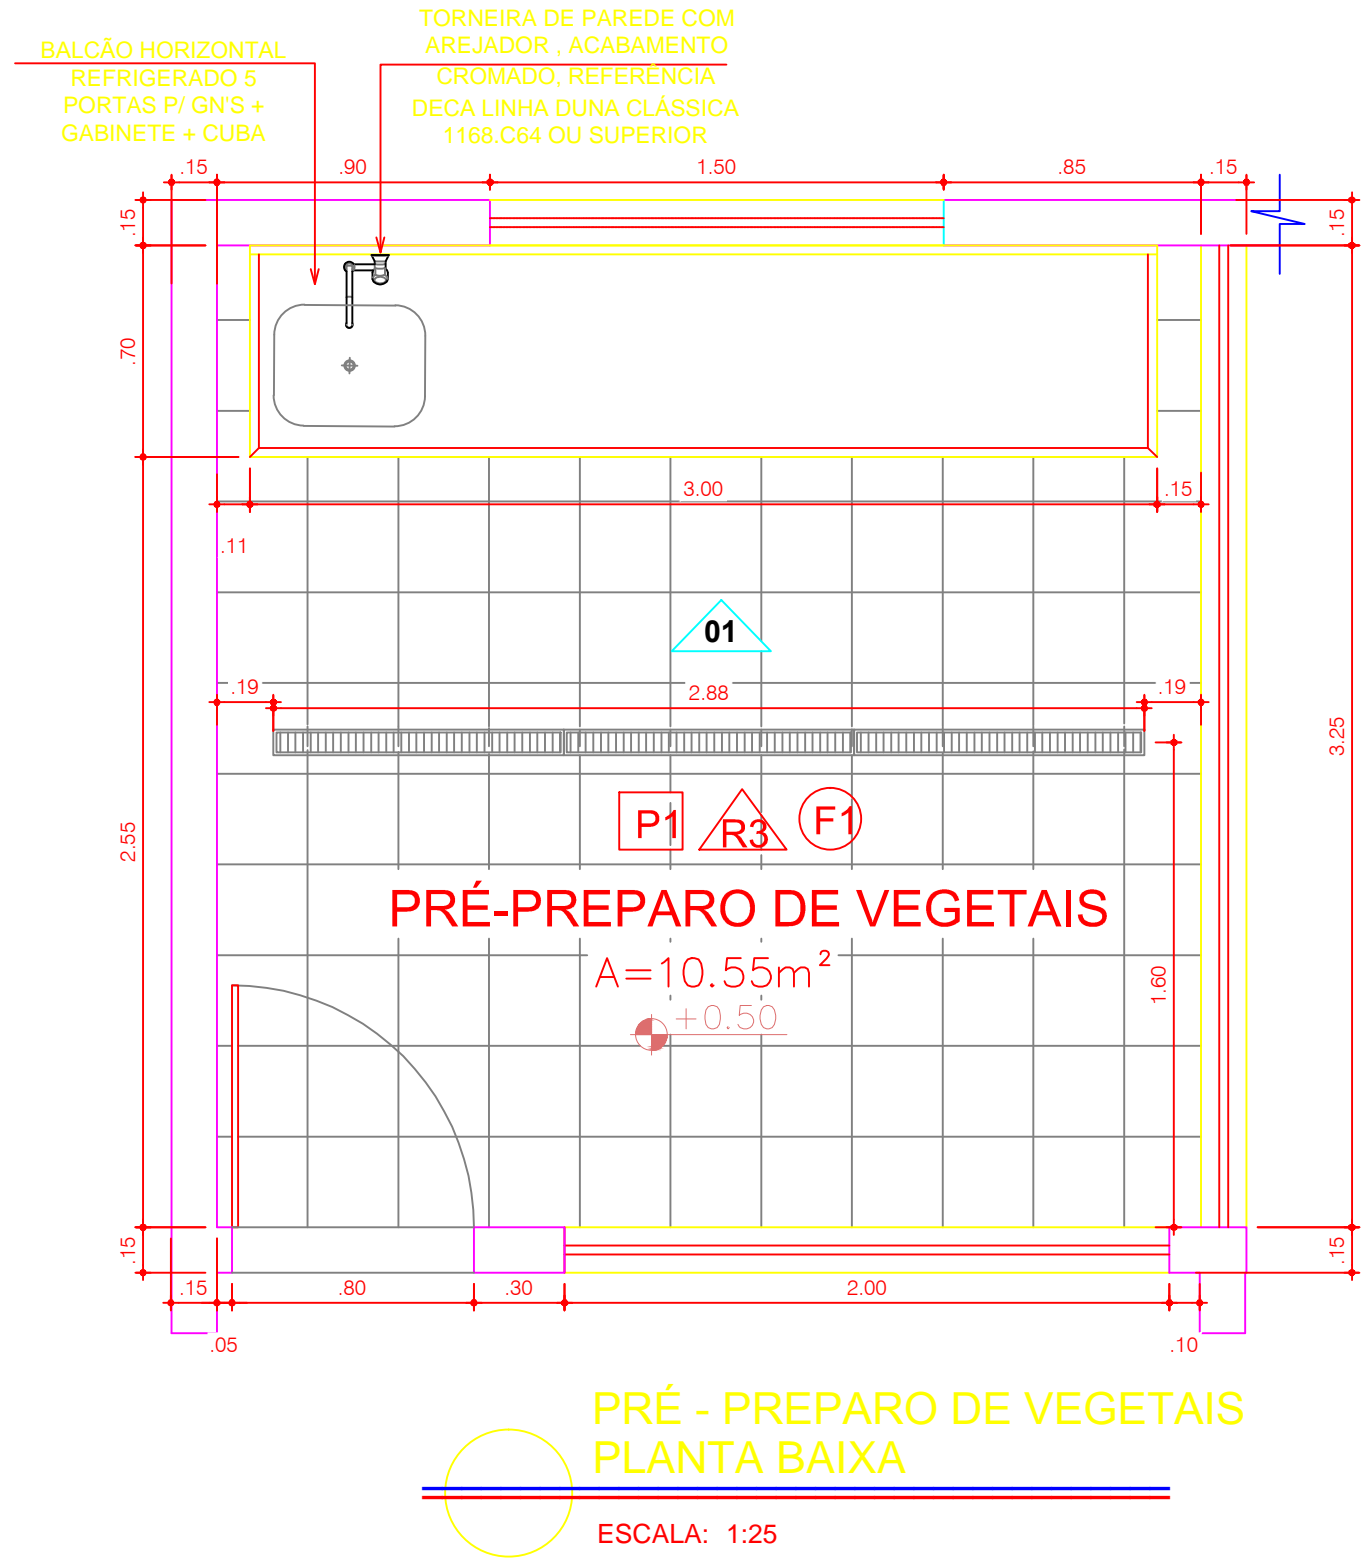 BALCÃO HORIZONTAL
REFRIGERADO 5
PORTAS P/ GN'S +
GABINETE + CUBA
TORNEIRA DE PAREDE COM
AREJADOR , ACABAMENTO
CROMADO, REFERÊNCIA
DECA LINHA DUNA CLÁSSICA
1168.C64 OU SUPERIOR
.15 .90 1.50 .85 .15
.15
.15
.70
3.00
.15
.11
01
.19
2.88
.19
3.25
2.55
P1 R3 F1
PRÉ-PREPARO DE VEGETAIS
A=10.55m²
1.60
+0.50
.15
.15
.15 .80 .30 2.00
.05
.10
PRÉ - PREPARO DE VEGETAIS
PLANTA BAIXA
ESCALA: 1:25